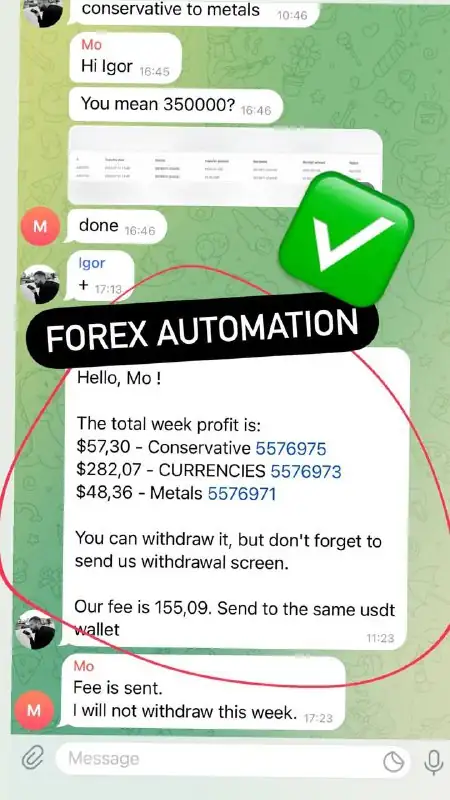 conservative to metals 10:46
Mo
Hi Igor 16:45
You mean 350000? 16:46
M
done 16:46
Igor
+ 17:13
FOREX AUTOMATION
Hello, Mo !
The total week profit is:
$57,30 - Conservative 5576975
$282,07 - CURRENCIES 5576973
$48,36 - Metals 5576971
You can withdraw it, but don't forget to
send us withdrawal screen.
Our fee is 155,09. Send to the same usdt
wallet
11:23
Mo
Fee is sent.
M
I will not withdraw this week. 17:23
Message